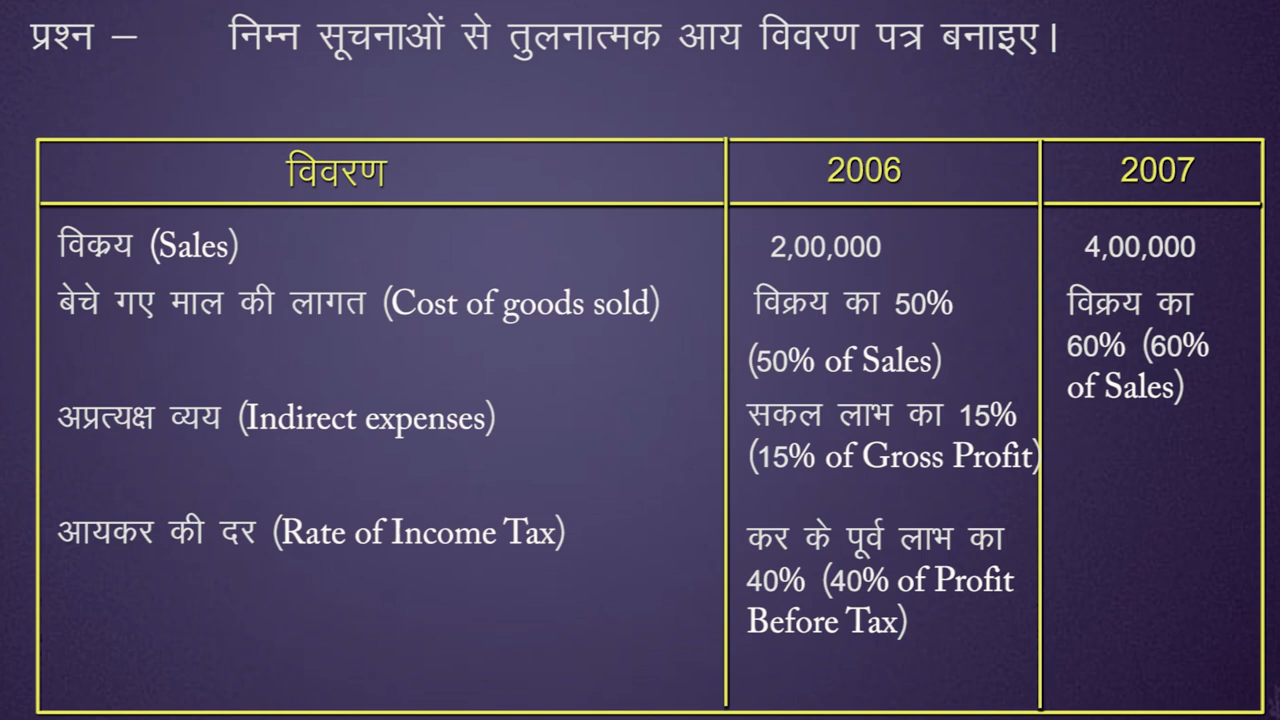 प्रश्न – निम्न सूचनाओं से तुलनात्मक आय विवरण पत्र बनाइए।
विवरण 2006 2007
विक्रय (Sales) 2,00,000 4,00,000
बेचे गए माल की लागत (Cost of goods sold) विक्रय का 50% विक्रय का
(50% of Sales) 60% (60%
of Sales)
अप्रत्यक्ष व्यय (Indirect expenses) सकल लाभ का 15%
(15% of Gross Profit)
आयकर की दर (Rate of Income Tax) कर के पूर्व लाभ का
40% (40% of Profit
Before Tax)